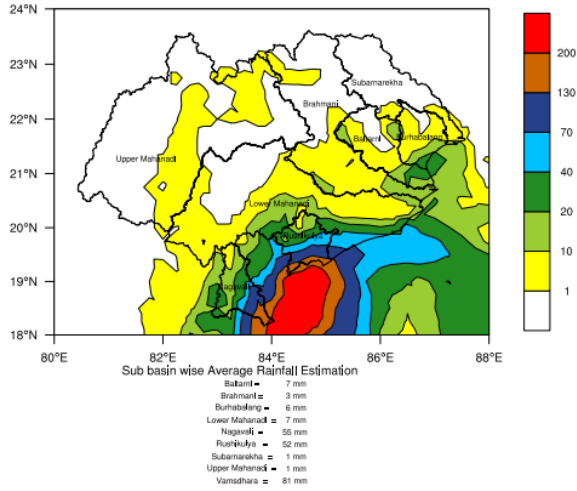 24°N
23°N
22°N
21°N
20°N
19°N
18°N
80°E 82°E 84°E 86°E 88°E
Subarnarekha
Brahmani
Baitarni
Burhabalang
Upper Mahanadi
Lower Mahanadi
Rushikulya
Nagavali
200
130
70
40
20
10
1
Sub basin wise Average Rainfall Estimation
Baitarni = 7 mm
Brahmani = 3 mm
Burhabalang = 6 mm
Lower Mahanadi = 7 mm
Nagavali = 55 mm
Rushikulya = 52 mm
Subarnarekha = 1 mm
Upper Mahanadi = 1 mm
Vamsdhara = 81 mm